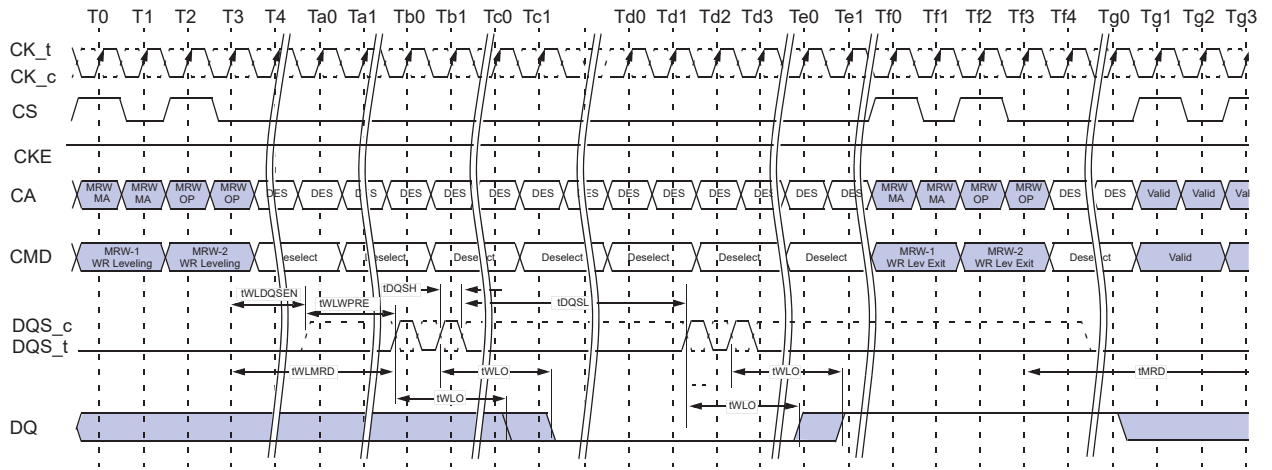 T0 T1 T2 T3 T4 Ta0 Ta1 Tb0 Tb1 Tc0 Tc1 Td0 Td1 Td2 Td3 Te0 Te1 Tf0 Tf1 Tf2 Tf3 Tf4 Tg0 Tg1 Tg2 Tg3
CK_t
CK_c
CS
CKE
MRW MRW MRW MRW MRW MRW MRW MRW
CA DES DES DES DES DES DES DES DES DES DES DES DES DES DES DES DES Valid Valid Val
MA MA OP OP MA MA OP OP
MRW-1 MRW-2 MRW-1 MRW-2
CMD eselect eselect Deselect Deselect Deselect Deselect Deselect Deselect Valid
WR Leveling WR Leveling WR Lev Exit WR Lev Exit
tDQSH
tWLDQSEN
tWLWPRE tDQSL
DQS_c
DQS_t
tWLMRD tWLO tWLO tMRD
tWLO tWLO
DQ